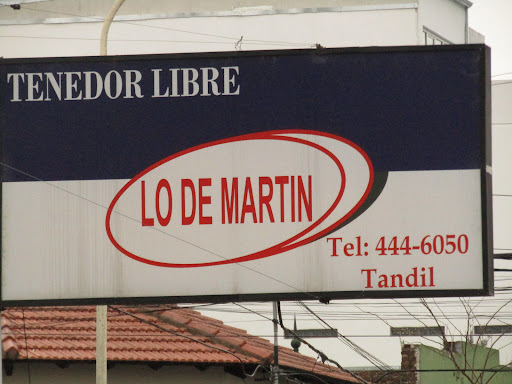 TENEDOR LIBRE
LO DE MARTIN
Tel: 444-6050
Tandil